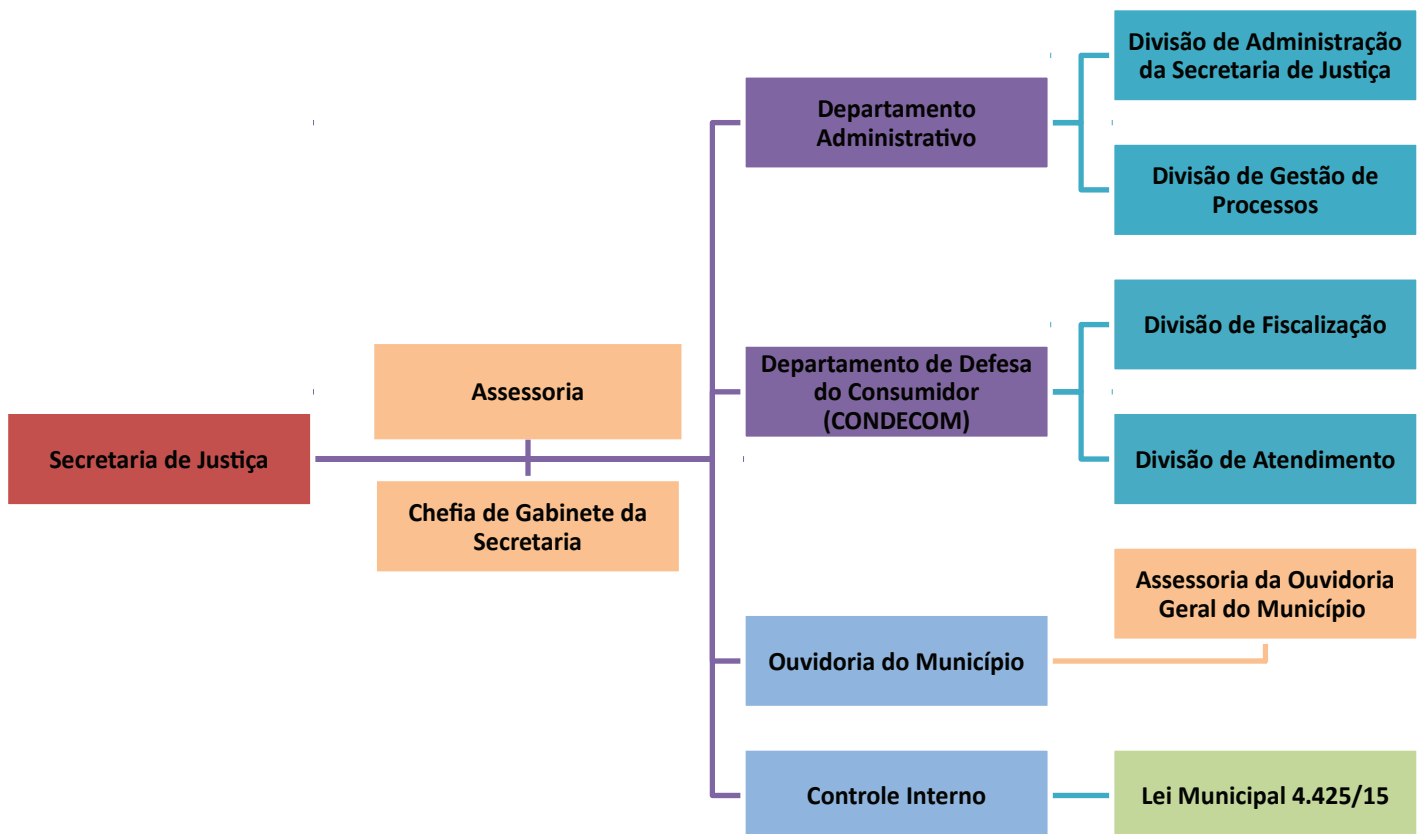 Secretaria de Justiça
Assessoria
Chefia de Gabinete da
Secretaria
Departamento
Administrativo
Divisão de Administração
da Secretaria de Justiça
Divisão de Gestão de
Processos
Departamento de Defesa
do Consumidor
(CONDECOM)
Divisão de Fiscalização
Divisão de Atendimento
Ouvidoria do Município
Assessoria da Ouvidoria
Geral do Município
Controle Interno
Lei Municipal 4.425/15